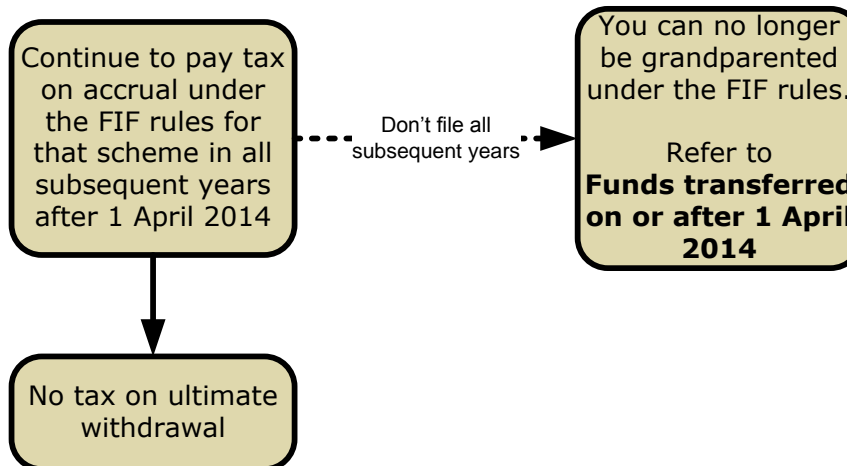 Continue to pay tax
on accrual under
the FIF rules for
that scheme in all
subsequent years
after 1 April 2014
Don't file all
subsequent years
You can no longer
be grandparented
under the FIF rules.
Refer to
Funds transferred
on or after 1 April
2014
No tax on ultimate
withdrawal